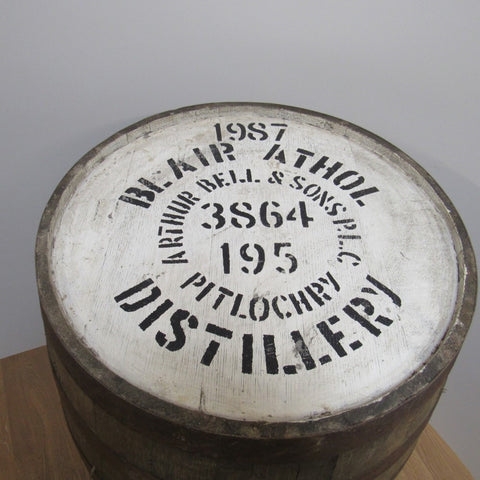 1987
BLAIR ATHOL
ARTHUR BELL & SONS P.L.C
3864
195
PITLOCHRY
DISTILLERY